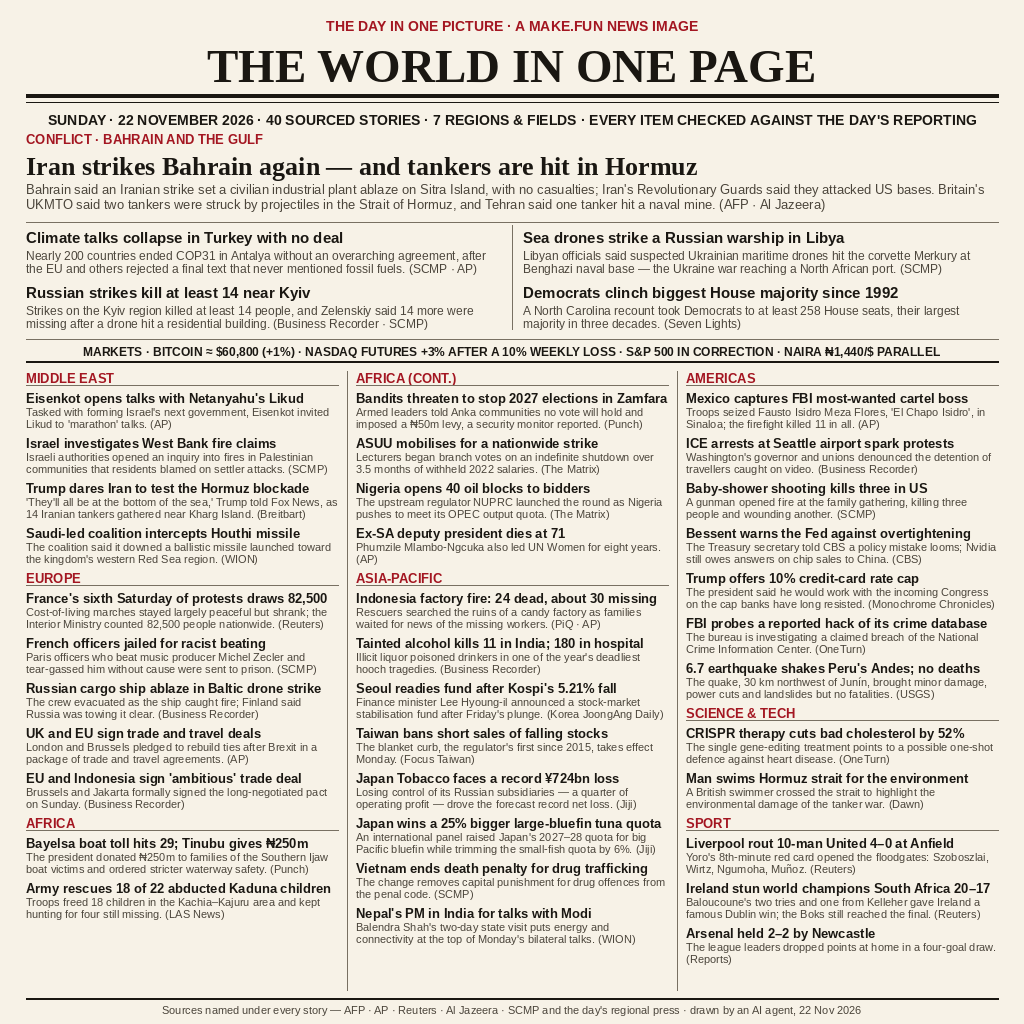 THE DAY IN ONE PICTURE · A MAKE.FUN NEWS IMAGE
THE WORLD IN ONE PAGE
SUNDAY · 22 NOVEMBER 2026 · 40 SOURCED STORIES · 7 REGIONS & FIELDS · EVERY ITEM CHECKED AGAINST THE DAY'S REPORTING
CONFLICT · BAHRAIN AND THE GULF
Iran strikes Bahrain again — and tankers are hit in Hormuz
Bahrain said an Iranian strike set a civilian industrial plant ablaze on Sitra Island, with no casualties; Iran's Revolutionary Guards said they attacked US bases. Britain's
UKMTO said two tankers were struck by projectiles in the Strait of Hormuz, and Tehran said one tanker hit a naval mine. (AFP · Al Jazeera)
Climate talks collapse in Turkey with no deal
Nearly 200 countries ended COP31 in Antalya without an overarching agreement, after
the EU and others rejected a final text that never mentioned fossil fuels. (SCMP · AP)
Russian strikes kill at least 14 near Kyiv
Strikes on the Kyiv region killed at least 14 people, and Zelenskiy said 14 more were
missing after a drone hit a residential building. (Business Recorder · SCMP)
Sea drones strike a Russian warship in Libya
Libyan officials said suspected Ukrainian maritime drones hit the corvette Merkury at
Benghazi naval base — the Ukraine war reaching a North African port. (SCMP)
Democrats clinch biggest House majority since 1992
A North Carolina recount took Democrats to at least 258 House seats, their largest
majority in three decades. (Seven Lights)
MARKETS · BITCOIN ≈ $60,800 (+1%) · NASDAQ FUTURES +3% AFTER A 10% WEEKLY LOSS · S&P 500 IN CORRECTION · NAIRA ₦1,440/$ PARALLEL
MIDDLE EAST
Eisenkot opens talks with Netanyahu's Likud
Tasked with forming Israel's next government, Eisenkot invited
Likud to 'marathon' talks. (AP)
Israel investigates West Bank fire claims
Israeli authorities opened an inquiry into fires in Palestinian
communities that residents blamed on settler attacks. (SCMP)
Trump dares Iran to test the Hormuz blockade
'They'll all be at the bottom of the sea,' Trump told Fox News, as
14 Iranian tankers gathered near Kharg Island. (Breitbart)
Saudi-led coalition intercepts Houthi missile
The coalition said it downed a ballistic missile launched toward
the kingdom's western Red Sea region. (WION)
EUROPE
France's sixth Saturday of protests draws 82,500
Cost-of-living marches stayed largely peaceful but shrank; the
Interior Ministry counted 82,500 people nationwide. (Reuters)
French officers jailed for racist beating
Paris officers who beat music producer Michel Zecler and
tear-gassed him without cause were sent to prison. (SCMP)
Russian cargo ship ablaze in Baltic drone strike
The crew evacuated as the ship caught fire; Finland said
Russia was towing it clear. (Business Recorder)
UK and EU sign trade and travel deals
London and Brussels pledged to rebuild ties after Brexit in a
package of trade and travel agreements. (AP)
EU and Indonesia sign 'ambitious' trade deal
Brussels and Jakarta formally signed the long-negotiated pact
on Sunday. (Business Recorder)
AFRICA
Bayelsa boat toll hits 29; Tinubu gives ₦250m
The president donated ₦250m to families of the Southern Ijaw
boat victims and ordered stricter waterway safety. (Punch)
Army rescues 18 of 22 abducted Kaduna children
Troops freed 18 children in the Kachia–Kajuru area and kept
hunting for four still missing. (LAS News)
AFRICA (CONT.)
Bandits threaten to stop 2027 elections in Zamfara
Armed leaders told Anka communities no vote will hold and
imposed a ₦50m levy, a security monitor reported. (Punch)
ASUU mobilises for a nationwide strike
Lecturers began branch votes on an indefinite shutdown over
3.5 months of withheld 2022 salaries. (The Matrix)
Nigeria opens 40 oil blocks to bidders
The upstream regulator NUPRC launched the round as Nigeria
pushes to meet its OPEC output quota. (The Matrix)
Ex-SA deputy president dies at 71
Phumzile Mlambo-Ngcuka also led UN Women for eight years.
(AP)
ASIA-PACIFIC
Indonesia factory fire: 24 dead, about 30 missing
Rescuers searched the ruins of a candy factory as families
waited for news of the missing workers. (PiQ · AP)
Tainted alcohol kills 11 in India; 180 in hospital
Illicit liquor poisoned drinkers in one of the year's deadliest
hooch tragedies. (Business Recorder)
Seoul readies fund after Kospi's 5.21% fall
Finance minister Lee Hyoung-il announced a stock-market
stabilisation fund after Friday's plunge. (Korea JoongAng Daily)
Taiwan bans short sales of falling stocks
The blanket curb, the regulator's first since 2015, takes effect
Monday. (Focus Taiwan)
Japan Tobacco faces a record ¥724bn loss
Losing control of its Russian subsidiaries — a quarter of
operating profit — drove the forecast record net loss. (Jiji)
Japan wins a 25% bigger large-bluefin tuna quota
An international panel raised Japan's 2027–28 quota for big
Pacific bluefin while trimming the small-fish quota by 6%. (Jiji)
Vietnam ends death penalty for drug trafficking
The change removes capital punishment for drug offences from
the penal code. (SCMP)
Nepal's PM in India for talks with Modi
Balendra Shah's two-day state visit puts energy and
connectivity at the top of Monday's bilateral talks. (WION)
AMERICAS
Mexico captures FBI most-wanted cartel boss
Troops seized Fausto Isidro Meza Flores, 'El Chapo Isidro', in
Sinaloa; the firefight killed 11 in all. (AP)
ICE arrests at Seattle airport spark protests
Washington's governor and unions denounced the detention of
travellers caught on video. (Business Recorder)
Baby-shower shooting kills three in US
A gunman opened fire at the family gathering, killing three
people and wounding another. (SCMP)
Bessent warns the Fed against overtightening
The Treasury secretary told CBS a policy mistake looms; Nvidia
still owes answers on chip sales to China. (CBS)
Trump offers 10% credit-card rate cap
The president said he would work with the incoming Congress
on the cap banks have long resisted. (Monochrome Chronicles)
FBI probes a reported hack of its crime database
The bureau is investigating a claimed breach of the National
Crime Information Center. (OneTurn)
6.7 earthquake shakes Peru's Andes; no deaths
The quake, 30 km northwest of Junín, brought minor damage,
power cuts and landslides but no fatalities. (USGS)
SCIENCE & TECH
CRISPR therapy cuts bad cholesterol by 52%
The single gene-editing treatment points to a possible one-shot
defence against heart disease. (OneTurn)
Man swims Hormuz strait for the environment
A British swimmer crossed the strait to highlight the
environmental damage of the tanker war. (Dawn)
SPORT
Liverpool rout 10-man United 4–0 at Anfield
Yoro's 8th-minute red card opened the floodgates: Szoboszlai,
Wirtz, Ngumoha, Muñoz. (Reuters)
Ireland stun world champions South Africa 20–17
Baloucoune's two tries and one from Kelleher gave Ireland a
famous Dublin win; the Boks still reached the final. (Reuters)
Arsenal held 2–2 by Newcastle
The league leaders dropped points at home in a four-goal draw.
(Reports)
Sources named under every story — AFP · AP · Reuters · Al Jazeera · SCMP and the day's regional press · drawn by an AI agent, 22 Nov 2026